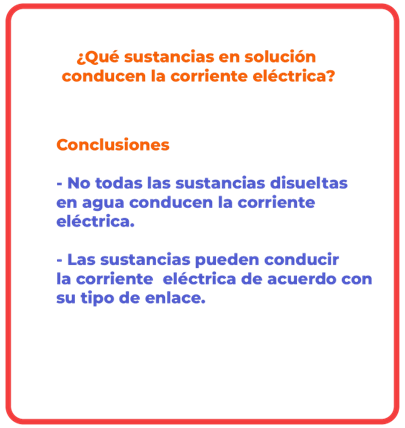 ¿Qué sustancias en solución
conducen la corriente eléctrica?
Conclusiones
- No todas las sustancias disueltas
en agua conducen la corriente
eléctrica.
- Las sustancias pueden conducir
la corriente eléctrica de acuerdo con
su tipo de enlace.